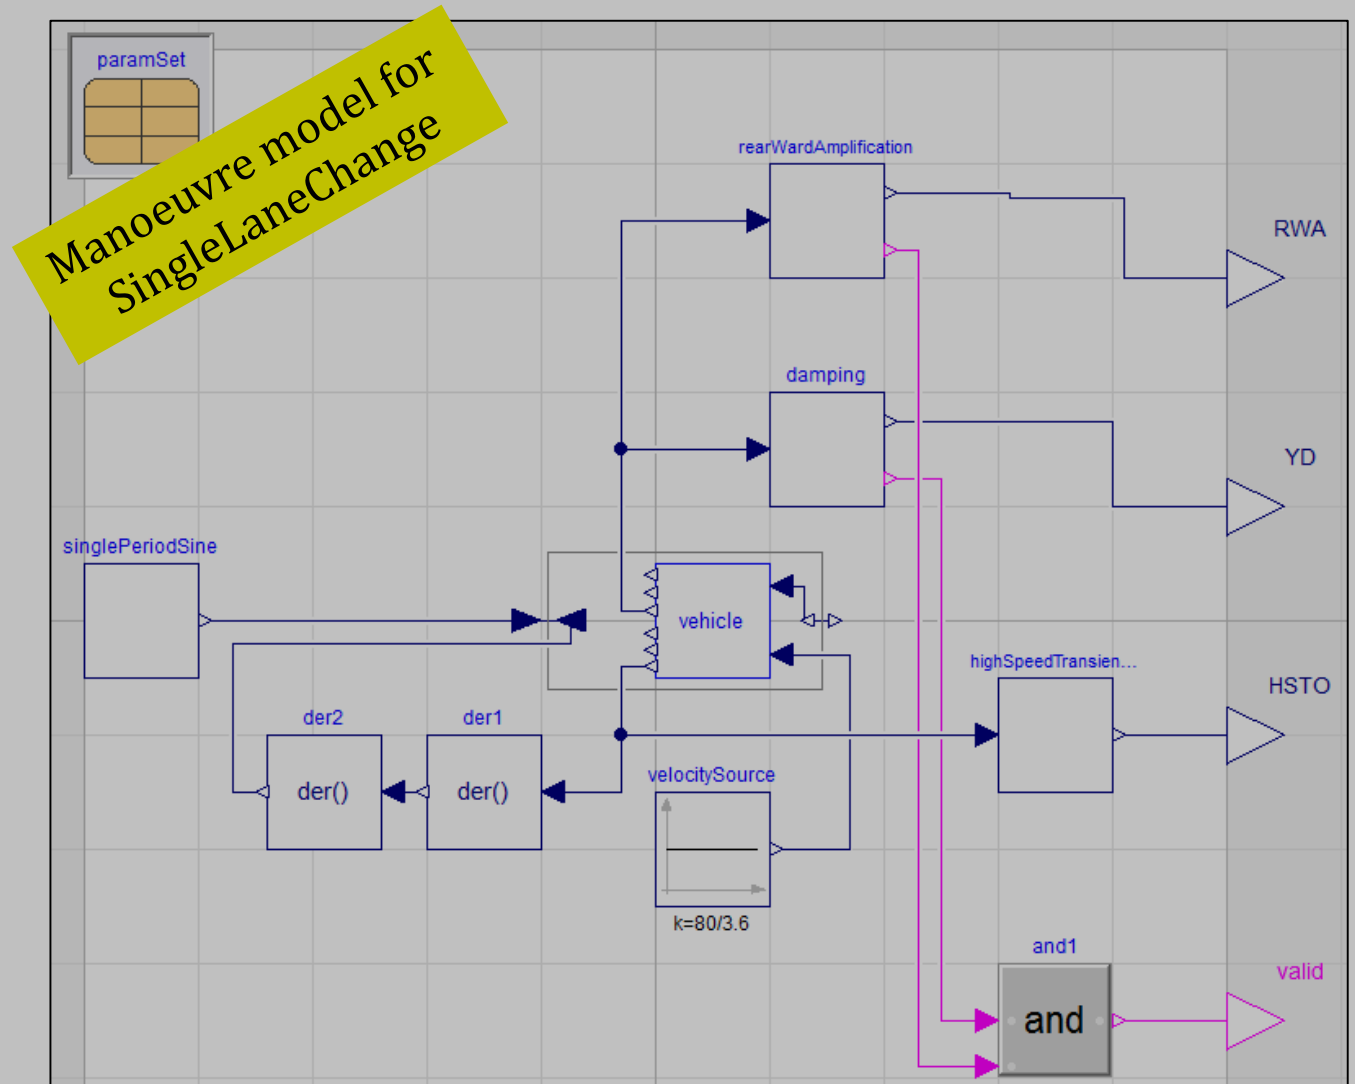 paramSet
Manoeuvre model for
SingleLaneChange
rearWardAmplification
RWA
damping
YD
singlePeriodSine
vehicle
highSpeedTransien...
HSTO
der2
der1
der()
der()
velocitySource
k=80/3.6
and1
valid
and